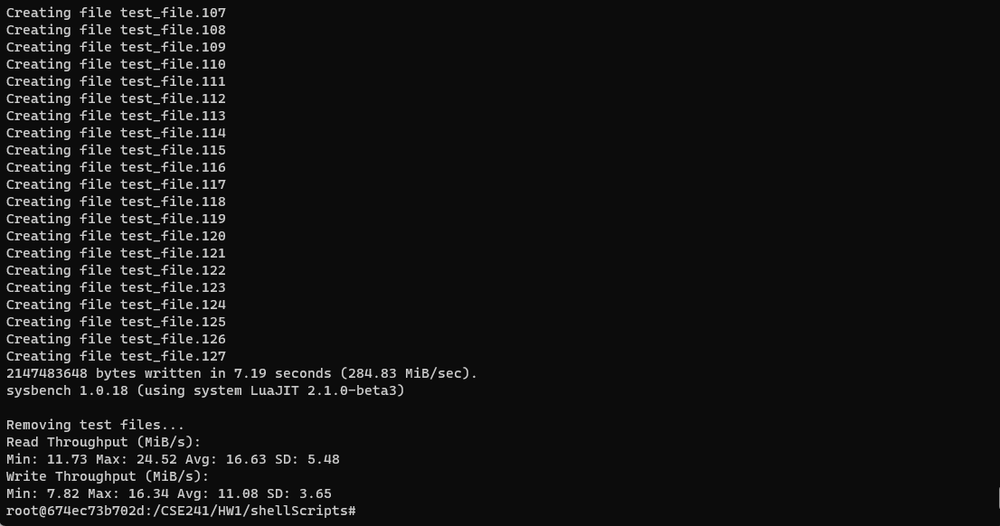 Creating file test_file.107
Creating file test_file.108
Creating file test_file.109
Creating file test_file.110
Creating file test_file.111
Creating file test_file.112
Creating file test_file.113
Creating file test_file.114
Creating file test_file.115
Creating file test_file.116
Creating file test_file.117
Creating file test_file.118
Creating file test_file.119
Creating file test_file.120
Creating file test_file.121
Creating file test_file.122
Creating file test_file.123
Creating file test_file.124
Creating file test_file.125
Creating file test_file.126
Creating file test_file.127
2147483648 bytes written in 7.19 seconds (284.83 MiB/sec).
sysbench 1.0.18 (using system LuaJIT 2.1.0-beta3)
Removing test files...
Read Throughput (MiB/s):
Min: 11.73 Max: 24.52 Avg: 16.63 SD: 5.48
Write Throughput (MiB/s):
Min: 7.82 Max: 16.34 Avg: 11.08 SD: 3.65
root@674ec73b702d:/CSE241/HW1/shellScripts#